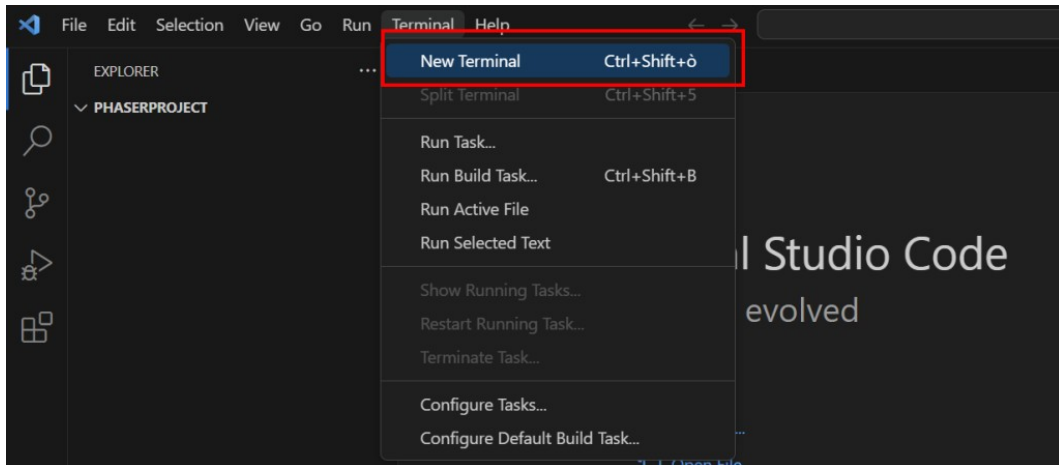 File Edit Selection View Go Run Terminal Help
EXPLORER
PHASERPROJECT
New Terminal Ctrl+Shift+ò
Split Terminal Ctrl+Shift+5
Run Task...
Run Build Task... Ctrl+Shift+B
Run Active File
Run Selected Text
Show Running Tasks...
Restart Running Task...
Terminate Task...
Configure Tasks...
Configure Default Build Task...
l Studio Code
evolved
Open File